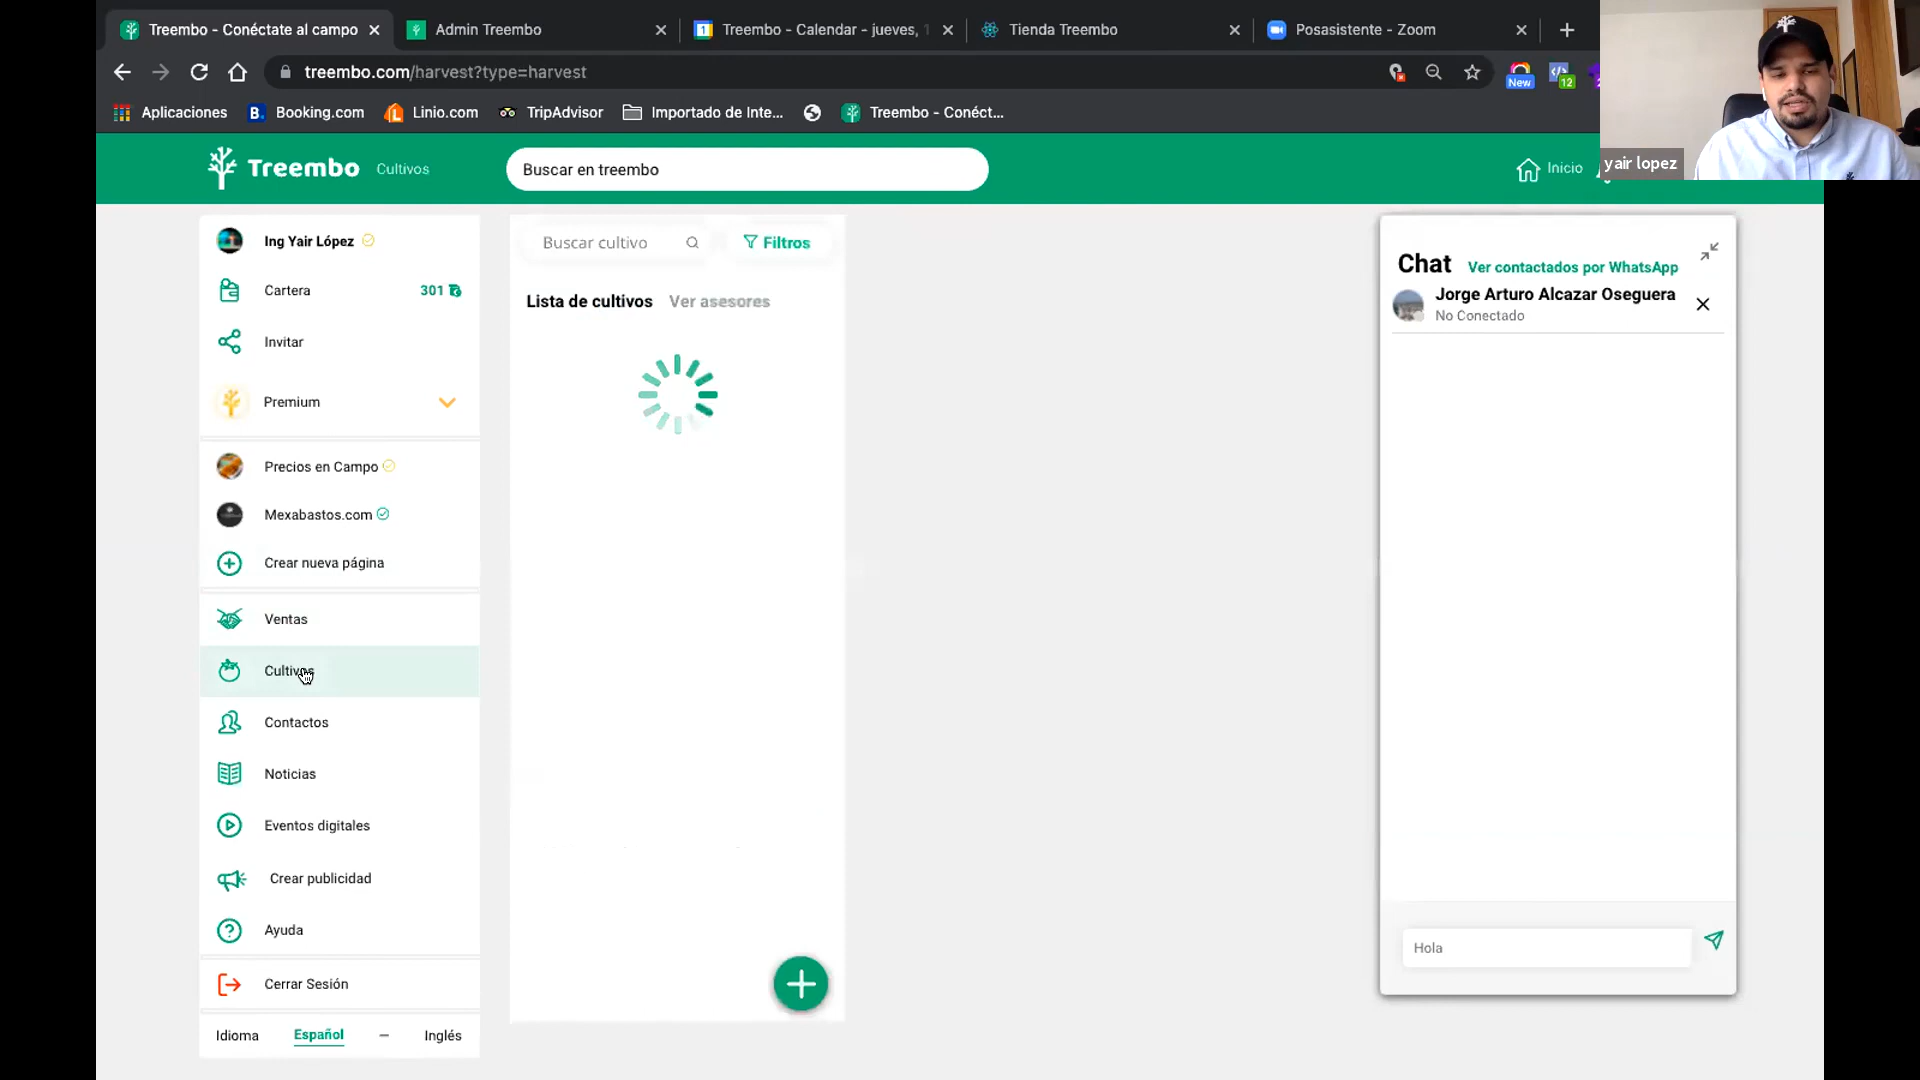 Treembo - Conéctate al campo
Admin Treembo
Treembo - Calendar - jueves, 1
Tienda Treembo
Posasistente - Zoom
treembo.com/harvest?type=harvest
New
12
Aplicaciones
B.
Booking.com
Linio.com
TripAdvisor
Importado de Inte...
Treembo - Conéct...
yair lopez
Treembo
Cultivos
Buscar en treembo
Inicio
Ing Yair López
Cartera
301
Invitar
Premium
Precios en Campo
Mexabastos.com
Crear nueva página
Ventas
Cultivos
Contactos
Noticias
Eventos digitales
Crear publicidad
Ayuda
Cerrar Sesión
Idioma
Español
–
Inglés
Buscar cultivo
Filtros
Lista de cultivos
Ver asesores
Chat
Ver contactados por WhatsApp
Jorge Arturo Alcazar Oseguera
No Conectado
Hola